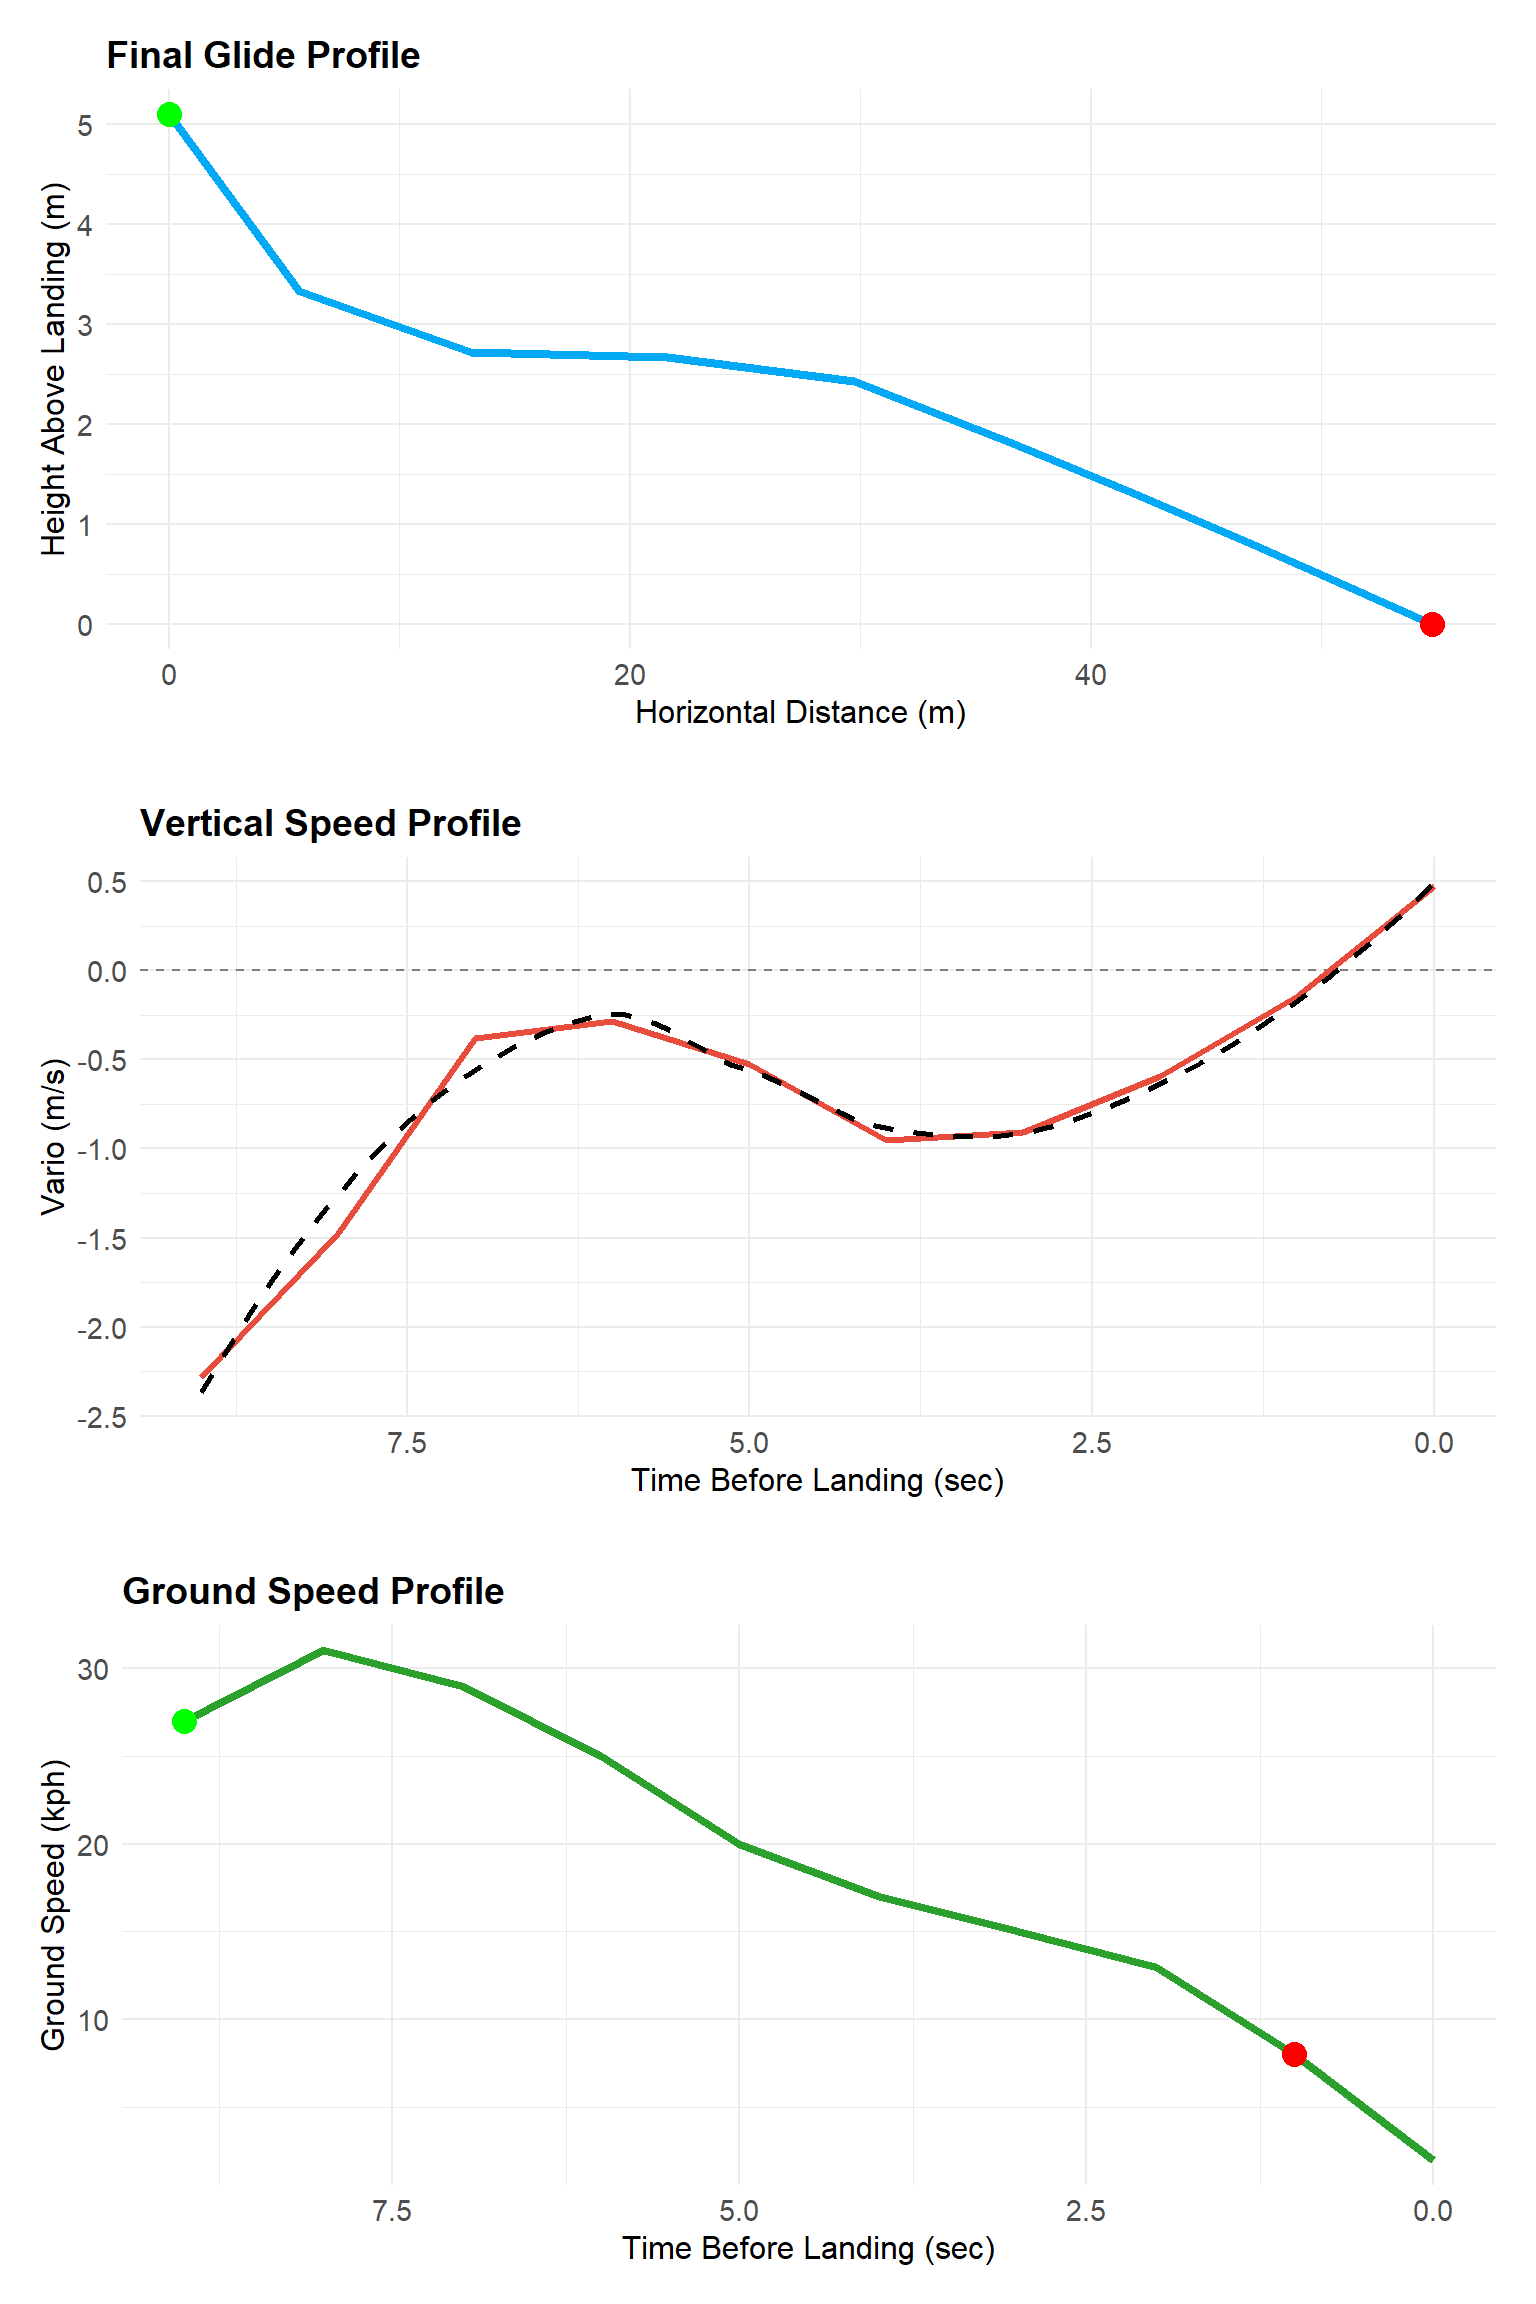 Final Glide Profile
Height Above Landing (m)
5
4
3
2
1
0
0 20 40
Horizontal Distance (m)
Vertical Speed Profile
Vario (m/s)
0.5
0.0
-0.5
-1.0
-1.5
-2.0
-2.5
7.5 5.0 2.5 0.0
Time Before Landing (sec)
Ground Speed Profile
Ground Speed (kph)
30
20
10
7.5 5.0 2.5 0.0
Time Before Landing (sec)